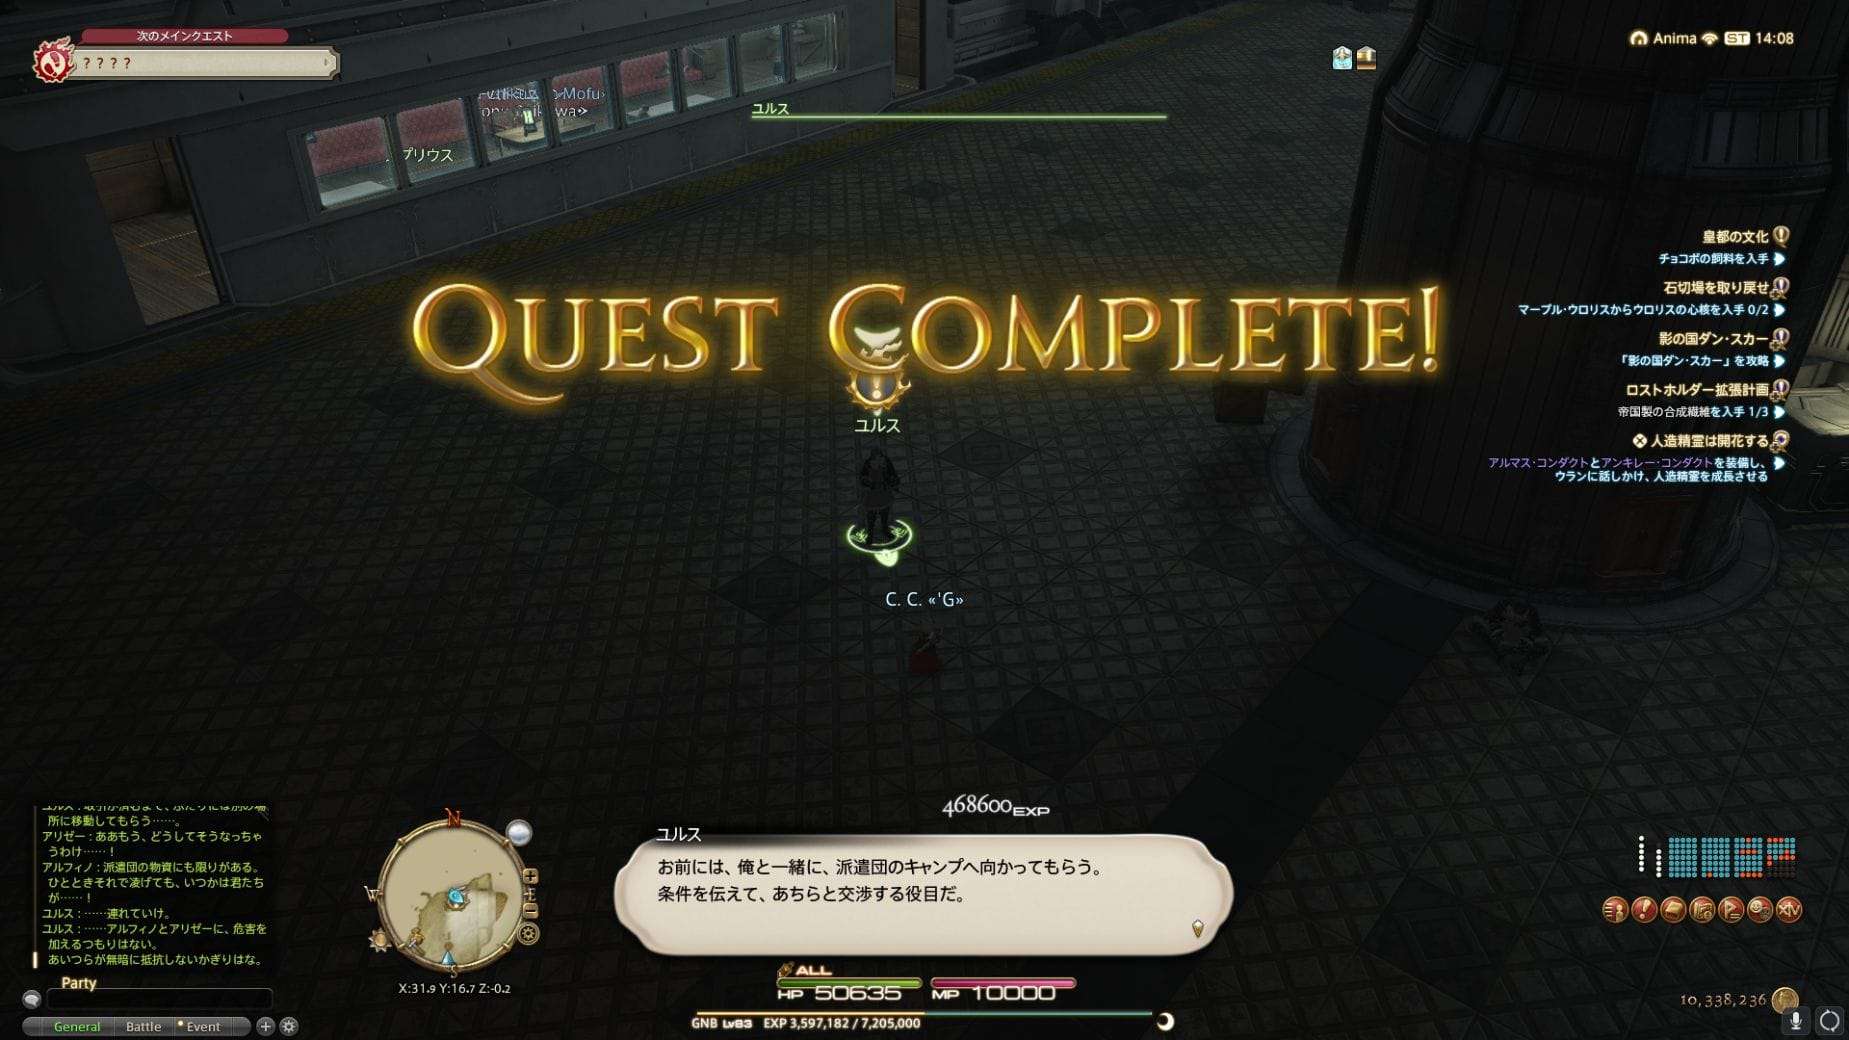 次のメインクエスト
????
Anima ST 14:08
ユルス
プリウス
皇都の文化
チョコボの飼料を入手
石切場を取り戻せ
マーブル・ウロリスからウロリスの心核を入手 0/2
影の国ダン・スカー
「影の国ダン・スカー」を攻略
ロストホルダー拡張計画
帝国製の合成繊維を入手 1/3
人造精霊は開花する
アルマス・コンダクトとアンキレー・コンダクトを装備し、
ウランに話しかけ、人造精霊を成長させる
QUEST COMPLETE!
ユルス
C. C. «'G»
468600EXP
ユルス
お前には、俺と一緒に、派遣団のキャンプへ向かってもらう。
条件を伝えて、あちらと交渉する役目だ。
所に移動してもらう……。
アリゼー : ああもう、どうしてそうなっちゃ
うわけ……!
アルフィノ : 派遣団の物資にも限りがある。
ひとときそれで凌げても、いつかは君たち
が……!
ユルス : ……連れていけ。
ユルス : ……アルフィノとアリゼーに、危害を
加えるつもりはない。
あいつらが無暗に抵抗しないかぎりはな。
Party
General Battle Event
N
W
E
S
X:31.9 Y:16.7 Z:-0.2
ALL
HP 50635 MP 10000
GNB Lv83 EXP 3,597,182 / 7,205,000
XIV
10,338,236